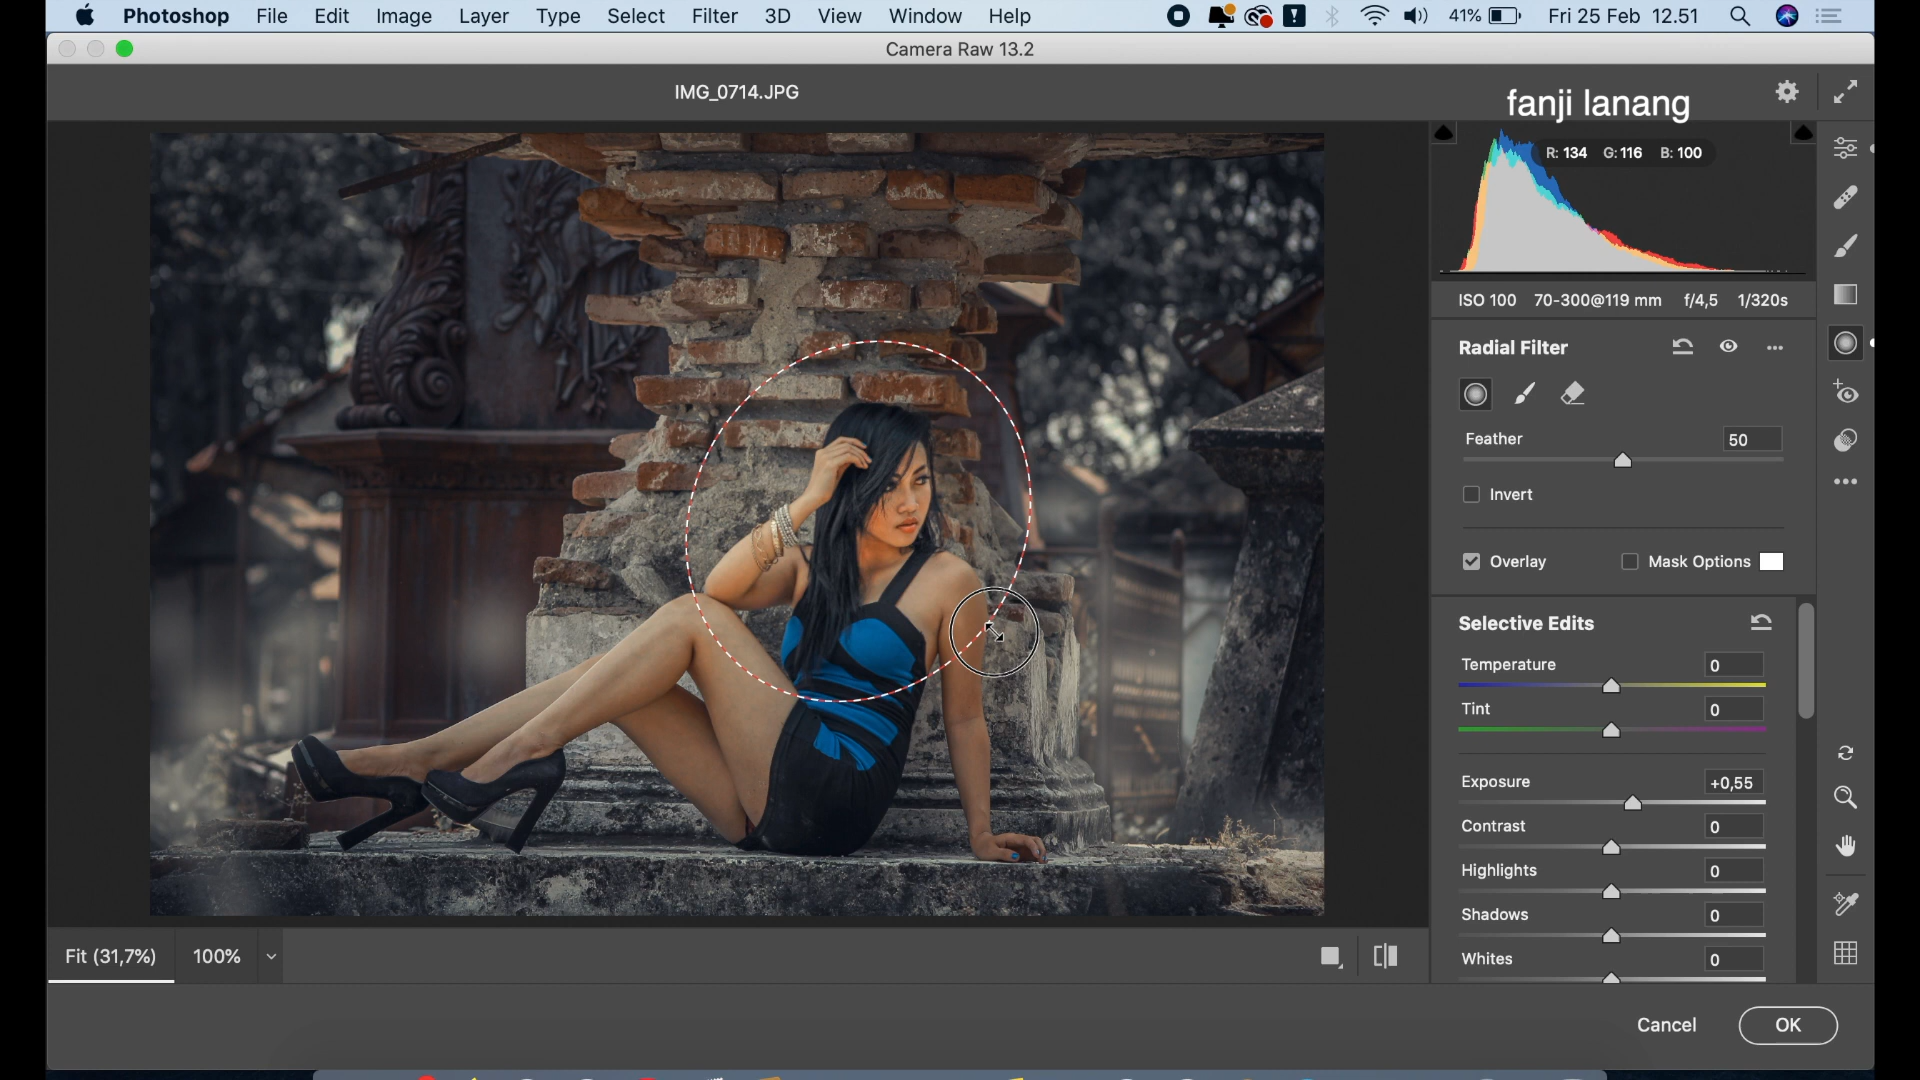 Photoshop File Edit Image Layer Type Select Filter 3D View Window Help 41% Fri 25 Feb 12.51
Camera Raw 13.2
IMG_0714.JPG
fanji lanang
R: 134 G: 116 B: 100
ISO 100 70-300@119 mm f/4,5 1/320s
Radial Filter
Feather 50
Invert
Overlay Mask Options
Selective Edits
Temperature 0
Tint 0
Exposure +0,55
Contrast 0
Highlights 0
Shadows 0
Whites 0
Fit (31,7%) 100%
Cancel OK